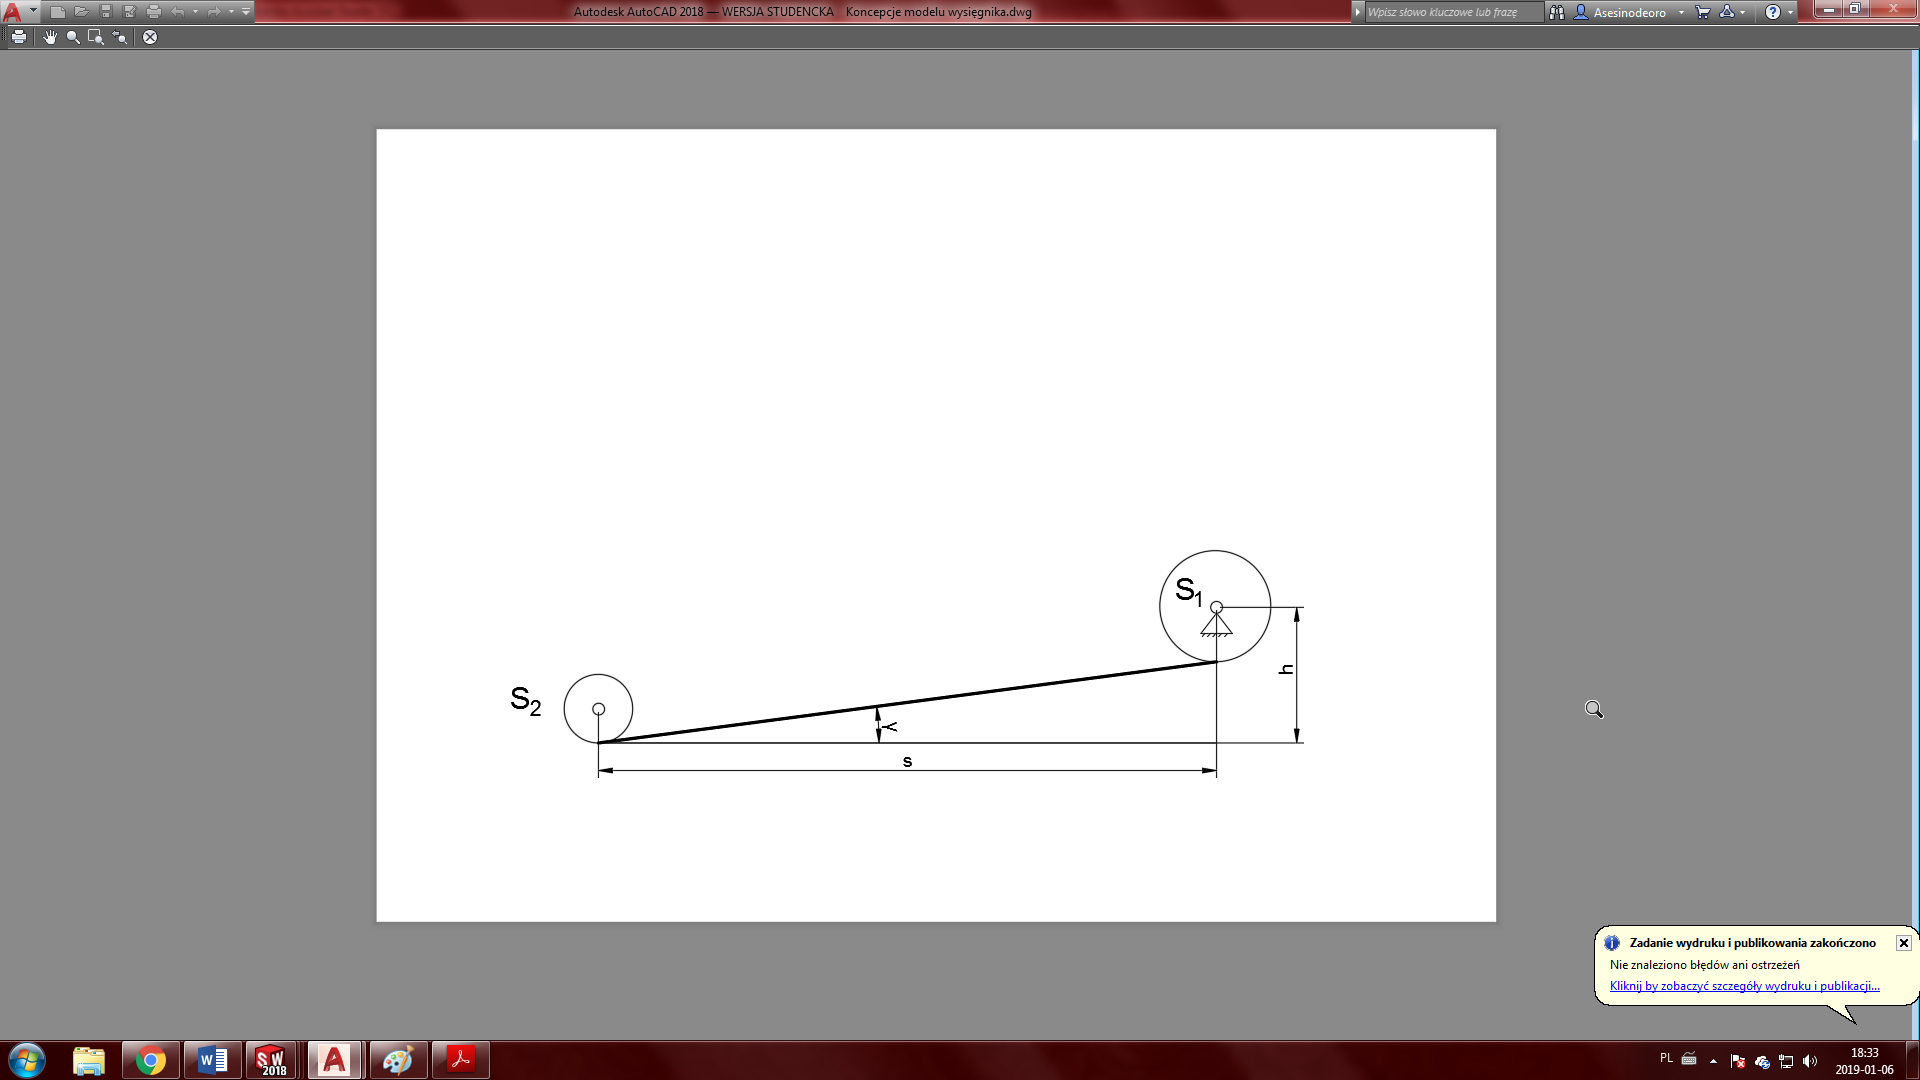 Autodesk AutoCAD 2018 — WERSJA STUDENCKA Koncepcje modelu wysięgnika.dwg
Wpisz słowo kluczowe lub frazę
Asesinodeoro
S1
h
S2
γ
s
Zadanie wydruku i publikowania zakończono
Nie znaleziono błędów ani ostrzeżeń
Kliknij by zobaczyć szczegóły wydruku i publikacji...
SW
2018
PL
18:33
2019-01-06